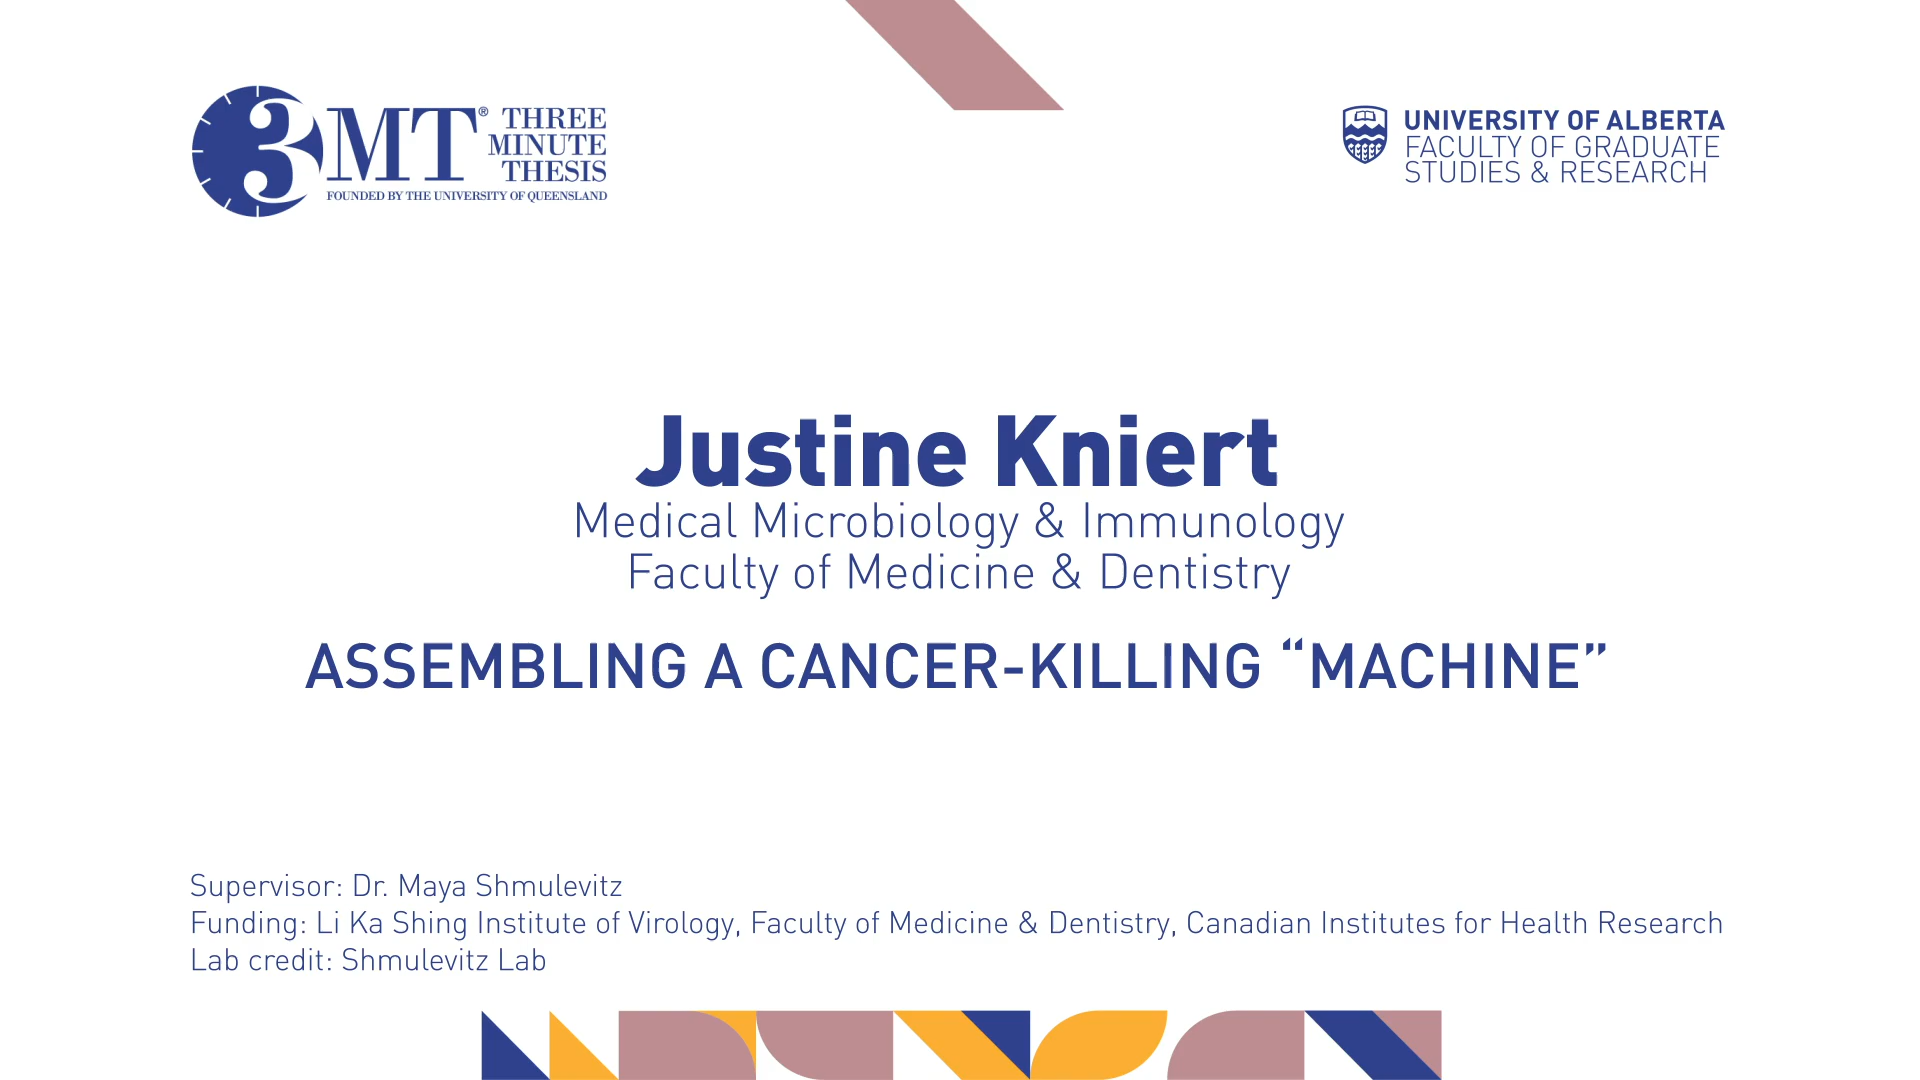 3MT® THREE
MINUTE
THESIS
FOUNDED BY THE UNIVERSITY OF QUEENSLAND
UNIVERSITY OF ALBERTA
FACULTY OF GRADUATE
STUDIES & RESEARCH
Justine Kniert
Medical Microbiology & Immunology
Faculty of Medicine & Dentistry
ASSEMBLING A CANCER-KILLING “MACHINE”
Supervisor: Dr. Maya Shmulevitz
Funding: Li Ka Shing Institute of Virology, Faculty of Medicine & Dentistry, Canadian Institutes for Health Research
Lab credit: Shmulevitz Lab